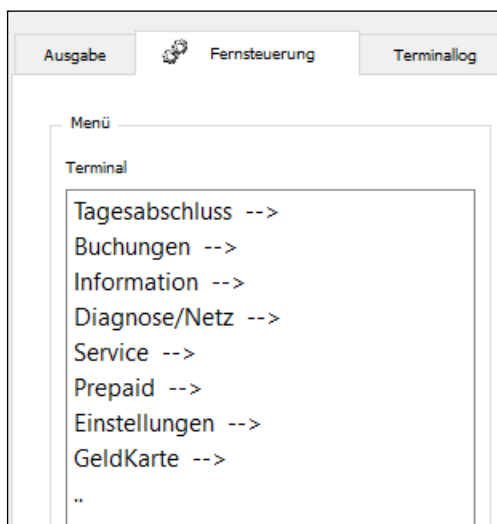 Ausgabe Fernsteuerung Terminallog
Menü
Terminal
Tagesabschluss -->
Buchungen -->
Information -->
Diagnose/Netz -->
Service -->
Prepaid -->
Einstellungen -->
GeldKarte -->
..